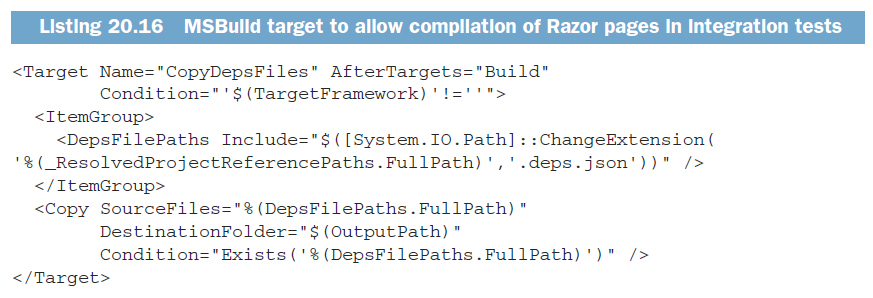 Listing 20.16 MSBuild target to allow compilation of Razor pages in integration tests
<Target Name="CopyDepsFiles" AfterTargets="Build"
Condition="'$(TargetFramework)'!=''">
<ItemGroup>
<DepsFilePaths Include="$([System.IO.Path]::ChangeExtension(
'%(_ResolvedProjectReferencePaths.FullPath)','.deps.json'))" />
</ItemGroup>
<Copy SourceFiles="%(DepsFilePaths.FullPath)"
DestinationFolder="$(OutputPath)"
Condition="Exists('%(DepsFilePaths.FullPath)')" />
</Target>